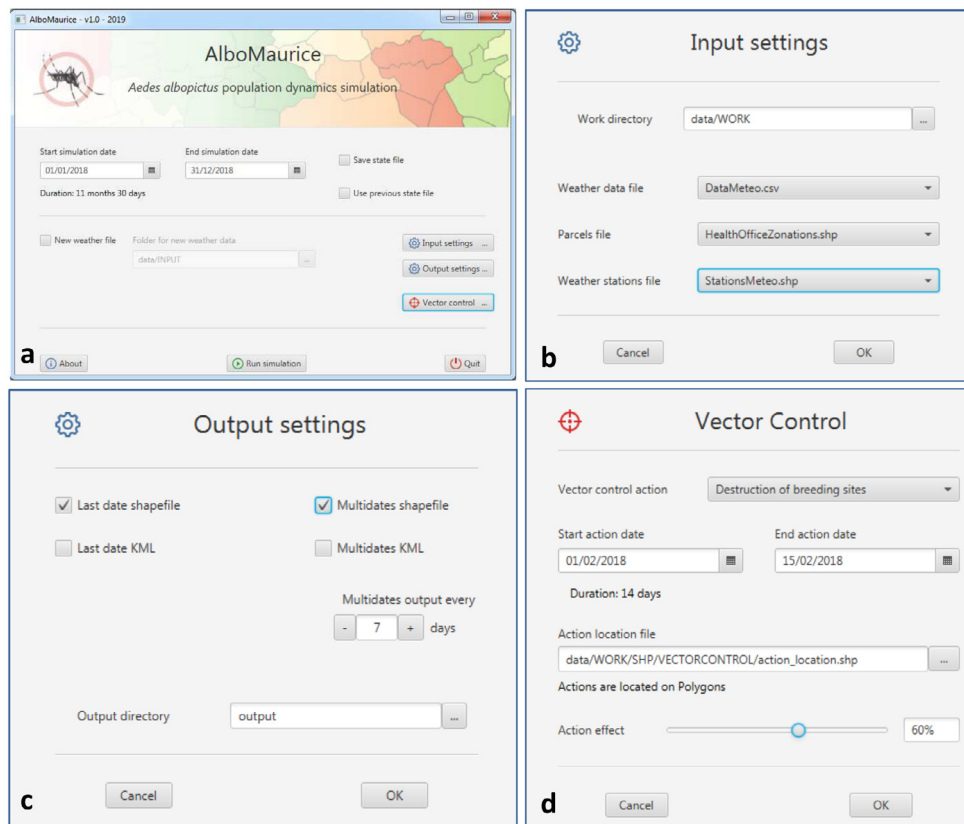 AlboMaurice - v1.0 - 2019
AlboMaurice
Aedes albopictus population dynamics simulation
Start simulation date
End simulation date
01/01/2018
31/12/2018
Save state file
Duration: 11 months 30 days
Use previous state file
New weather file
Folder for new weather data
data/INPUT
...
Input settings ...
Output settings ...
Vector control ...
About
Run simulation
Quit
a
Input settings
Work directory
data/WORK
...
Weather data file
DataMeteo.csv
Parcels file
HealthOfficeZonations.shp
Weather stations file
StationsMeteo.shp
Cancel
OK
b
Output settings
Last date shapefile
Multidates shapefile
Last date KML
Multidates KML
Multidates output every
- 7 + days
Output directory
output
...
Cancel
OK
c
Vector Control
Vector control action
Destruction of breeding sites
Start action date
End action date
01/02/2018
15/02/2018
Duration: 14 days
Action location file
data/WORK/SHP/VECTORCONTROL/action_location.shp
...
Actions are located on Polygons
Action effect
60%
Cancel
OK
d